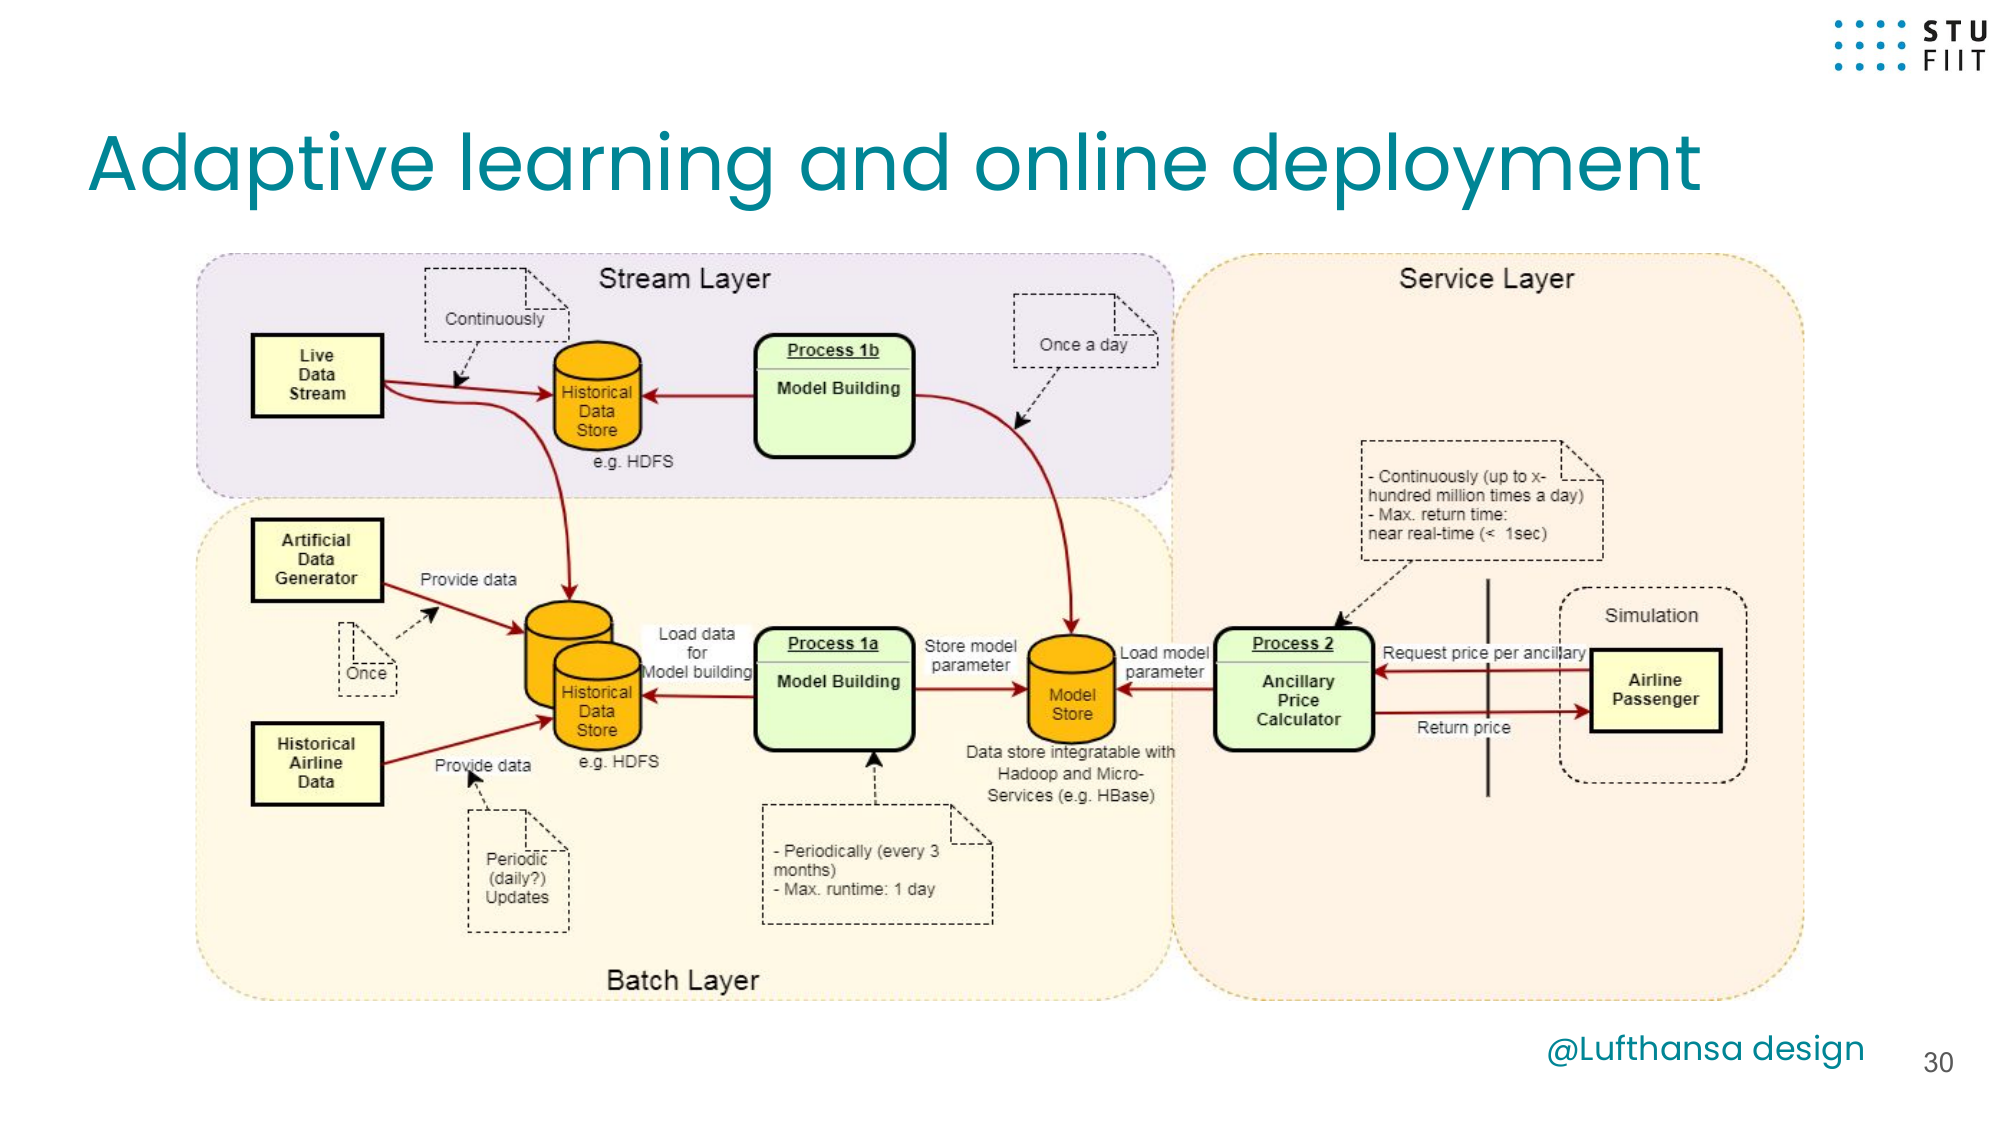 STU
FIIT
Adaptive learning and online deployment
Stream Layer
Service Layer
Continuously
Once a day
Live
Data
Stream
Historical
Data
Store
e.g. HDFS
Process 1b
Model Building
- Continuously (up to x-
hundred million times a day)
- Max. return time:
near real-time (< 1sec)
Artificial
Data
Generator
Provide data
Once
Load data
for
Model building
Historical
Data
Store
e.g. HDFS
Process 1a
Model Building
Store model
parameter
Model
Store
Data store integratable with
Hadoop and Micro-
Services (e.g. HBase)
Load model
parameter
Process 2
Ancillary
Price
Calculator
Request price per ancillary
Return price
Simulation
Airline
Passenger
Historical
Airline
Data
Provide data
Periodic
(daily?)
Updates
- Periodically (every 3
months)
- Max. runtime: 1 day
Batch Layer
@Lufthansa design
30